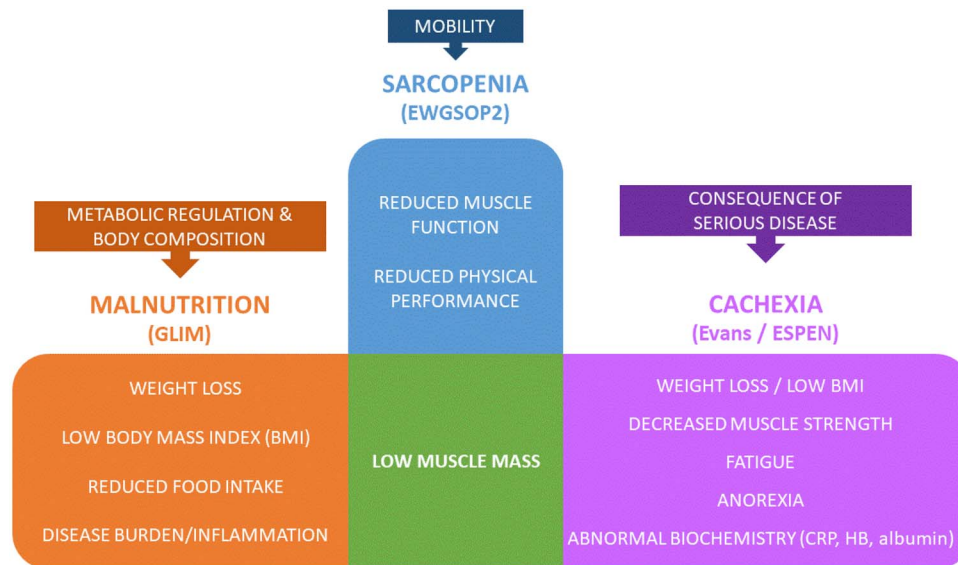 MOBILITY
SARCOPENIA
(EWGSOP2)
REDUCED MUSCLE
FUNCTION
REDUCED PHYSICAL
PERFORMANCE
METABOLIC REGULATION &
BODY COMPOSITION
MALNUTRITION
(GLIM)
WEIGHT LOSS
LOW BODY MASS INDEX (BMI)
REDUCED FOOD INTAKE
DISEASE BURDEN/INFLAMMATION
LOW MUSCLE MASS
CONSEQUENCE OF
SERIOUS DISEASE
CACHEXIA
(Evans / ESPEN)
WEIGHT LOSS / LOW BMI
DECREASED MUSCLE STRENGTH
FATIGUE
ANOREXIA
ABNORMAL BIOCHEMISTRY (CRP, HB, albumin)